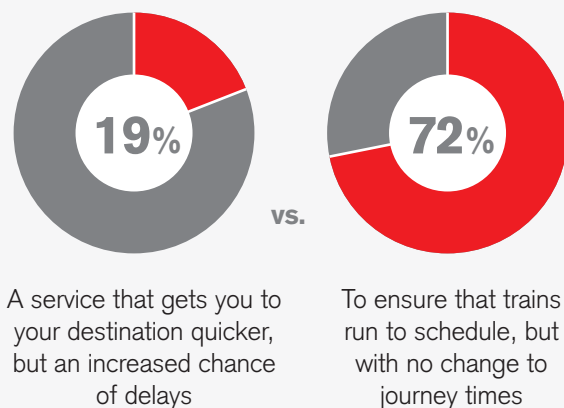 19%
72%
vs.
A service that gets you to
your destination quicker,
but an increased chance
of delays
To ensure that trains
run to schedule, but
with no change to
journey times